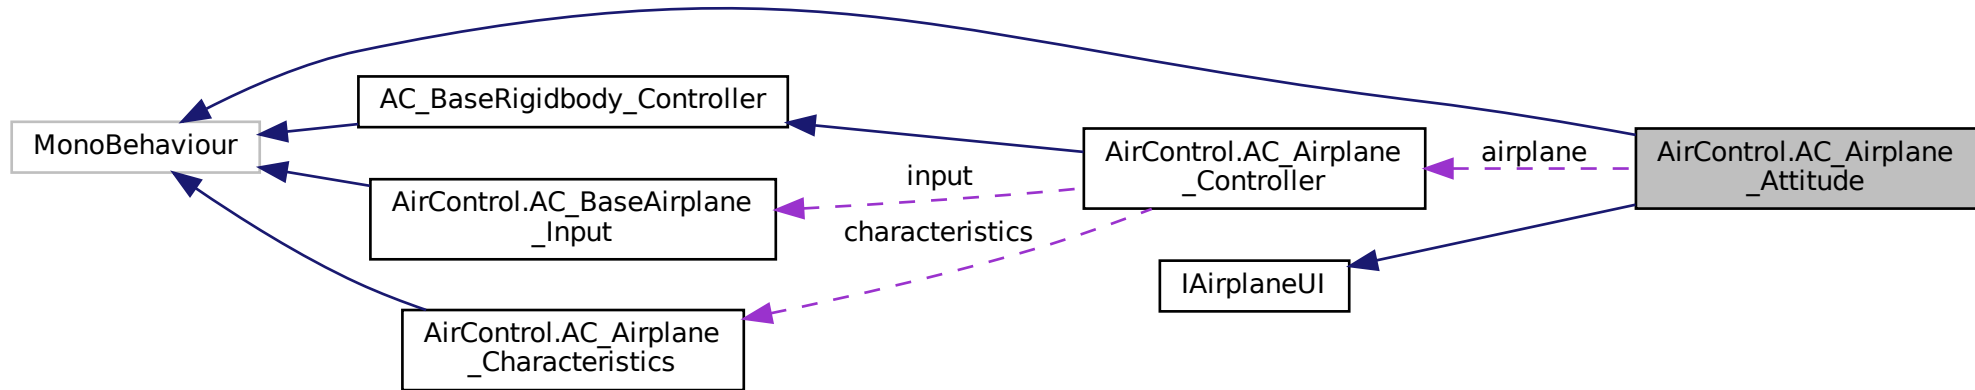 MonoBehaviour
AC_BaseRigidbody_Controller
AirControl.AC_BaseAirplane
_Input
AirControl.AC_Airplane
_Characteristics
input
characteristics
AirControl.AC_Airplane
_Controller
IAirplaneUI
airplane
AirControl.AC_Airplane
_Attitude